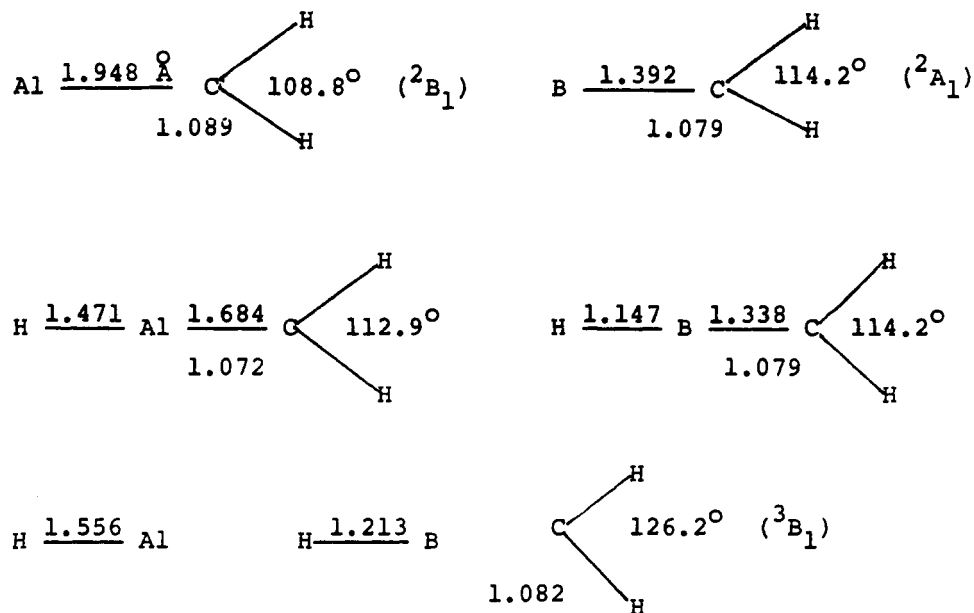 H H
Al 1.948 Å C 108.8° (²B₁) B 1.392 C 114.2° (²A₁)
1.089 H 1.079 H
H H
H 1.471 Al 1.684 C 112.9° H 1.147 B 1.338 C 114.2°
1.072 1.079
H H
H
H 1.556 Al H 1.213 B C 126.2° (³B₁)
1.082 H